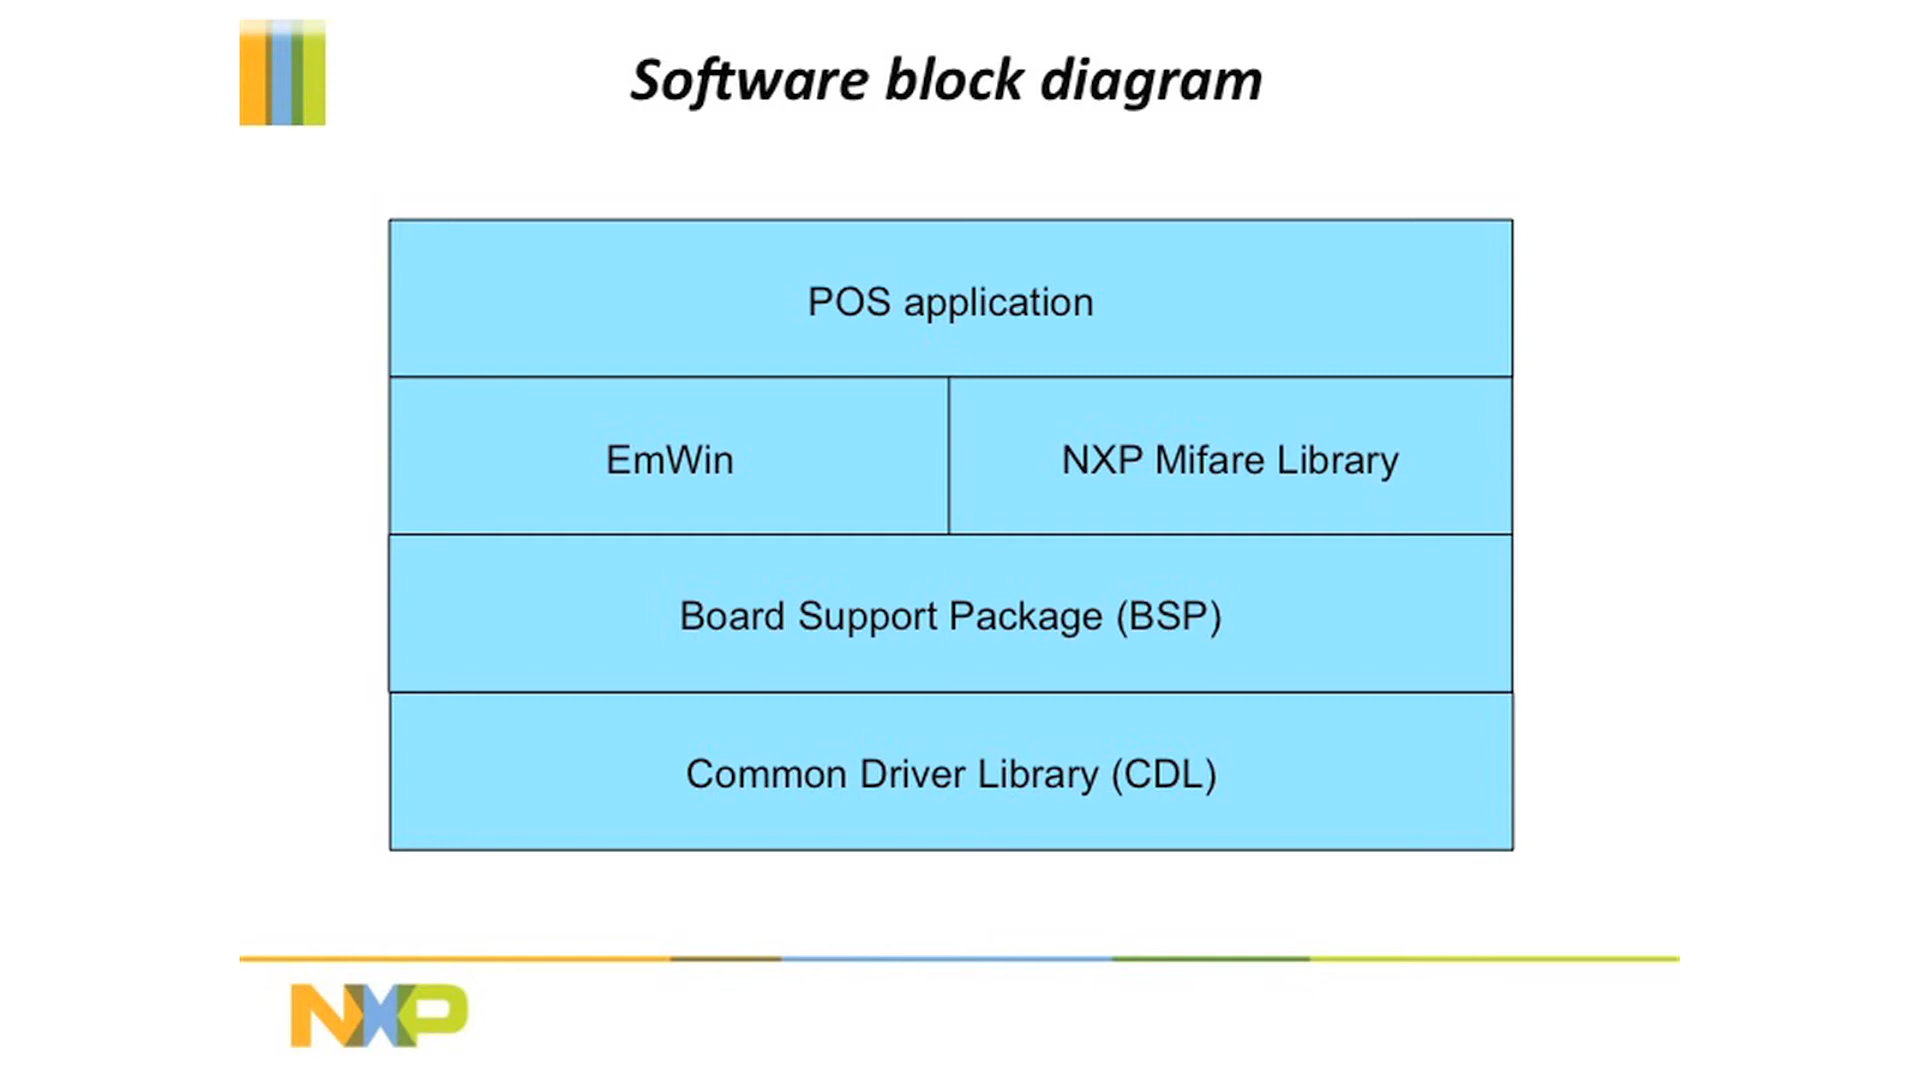 Software block diagram
POS application
EmWin
NXP Mifare Library
Board Support Package (BSP)
Common Driver Library (CDL)
NXP